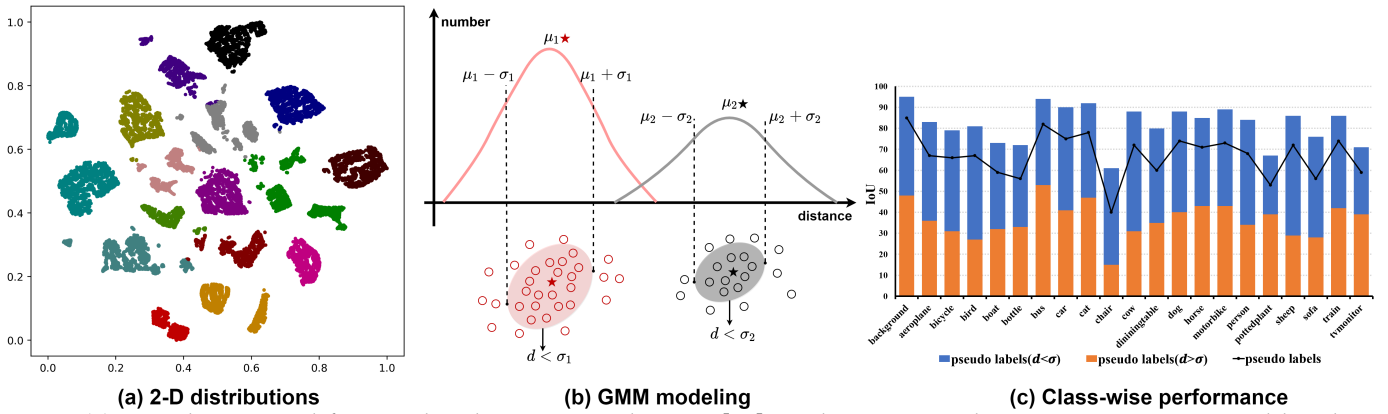 1.0
0.8
0.6
0.4
0.2
0.0
0.0 0.2 0.4 0.6 0.8 1.0
(a) 2-D distributions
number
μ₁★
μ₁ − σ₁
μ₁ + σ₁
μ₂★
μ₂ − σ₂
μ₂ + σ₂
distance
d < σ₁
d < σ₂
(b) GMM modeling
100
90
80
70
60
50
40
30
20
10
0
IoU
background aeroplane bicycle bird boat bottle bus car cat chair cow diningtable dog horse motorbike person pottedplant sheep sofa train tvmonitor
pseudo labels(d<σ) pseudo labels(d>σ) pseudo labels
(c) Class-wise performance